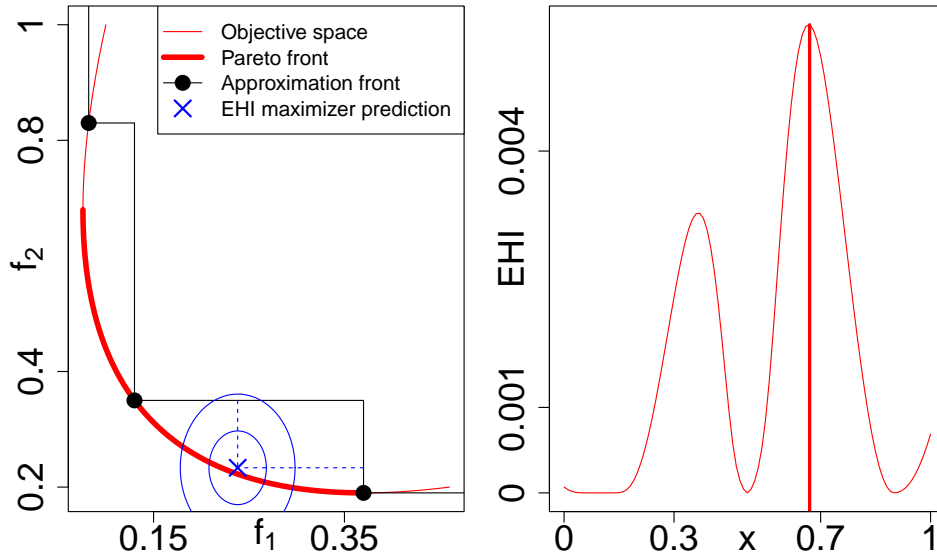 Objective space
Pareto front
Approximation front
EHI maximizer prediction
1
0.8
f2
0.4
0.2
0.15
f1
0.35
0.004
EHI
0.001
0
0
0.3
x
0.7
1